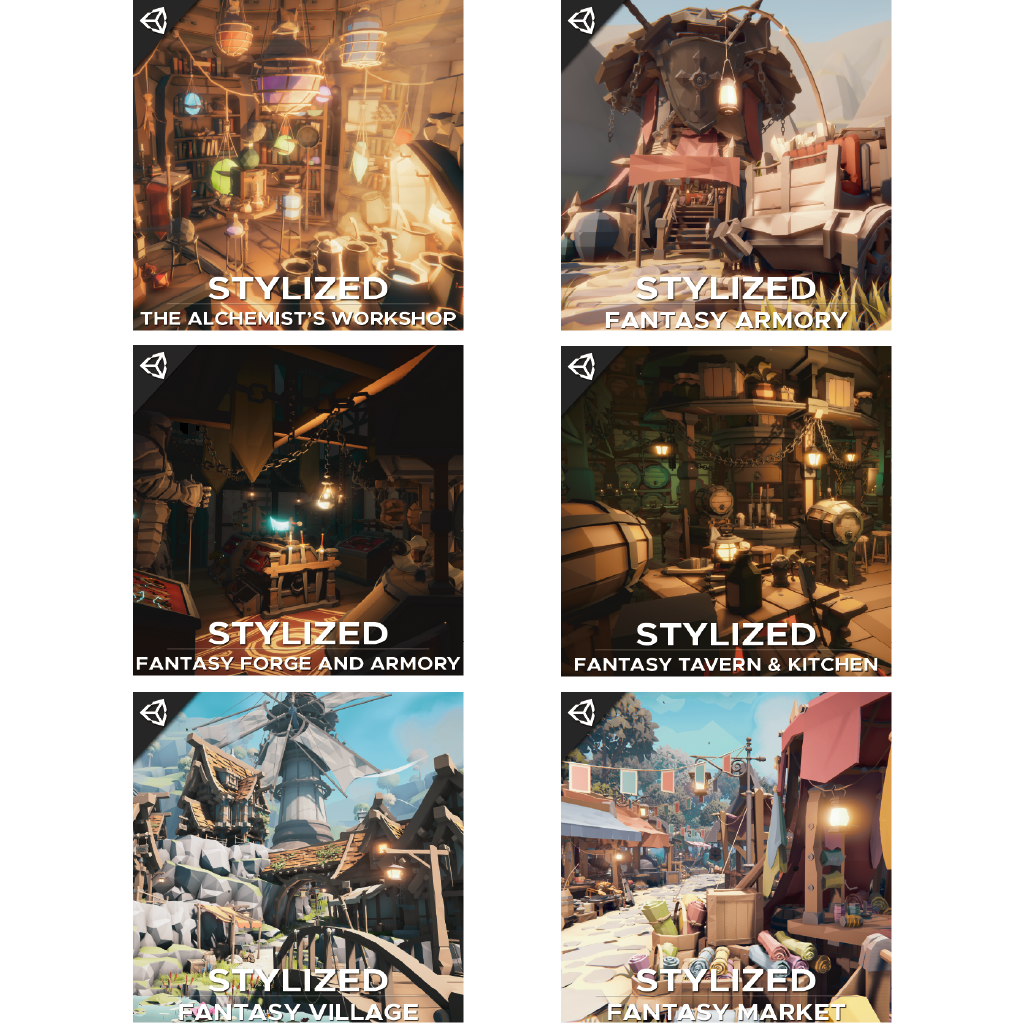 STYLIZED
THE ALCHEMIST'S WORKSHOP
STYLIZED
FANTASY ARMORY
STYLIZED
FANTASY FORGE AND ARMORY
STYLIZED
FANTASY TAVERN & KITCHEN
STYLIZED
FANTASY VILLAGE
STYLIZED
FANTASY MARKET